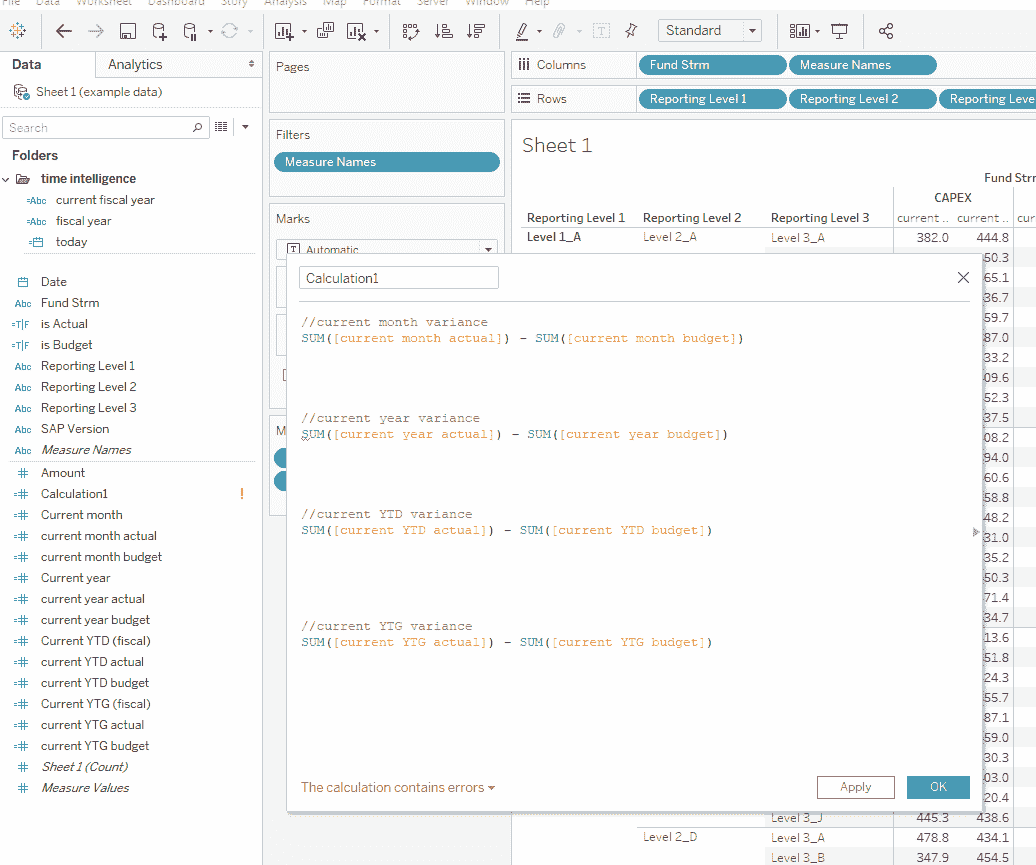 File Data Worksheet Dashboard Story Analysis Map Format Server Window Help
Standard
Data Analytics
Sheet 1 (example data)
Search
Folders
time intelligence
=Abc current fiscal year
=Abc fiscal year
today
Date
Abc Fund Strm
=T|F is Actual
=T|F is Budget
Abc Reporting Level 1
Abc Reporting Level 2
Abc Reporting Level 3
Abc SAP Version
Abc Measure Names
# Amount
=# Calculation1 !
=# Current month
=# current month actual
=# current month budget
=# Current year
=# current year actual
=# current year budget
=# Current YTD (fiscal)
=# current YTD actual
=# current YTD budget
=# Current YTG (fiscal)
=# current YTG actual
=# current YTG budget
# Sheet 1 (Count)
# Measure Values
Pages
Filters
Measure Names
Marks
T Automatic
M
Columns Fund Strm Measure Names
Rows Reporting Level 1 Reporting Level 2 Reporting Leve
Sheet 1
Fund Strm
CAPEX
Reporting Level 1 Reporting Level 2 Reporting Level 3 current .. current .. curren
Level 1_A Level 2_A Level 3_A 382.0 444.8
50.3
65.1
36.7
59.7
87.0
33.2
09.6
52.3
37.5
08.2
94.0
60.6
58.8
48.2
31.0
35.2
50.3
71.4
34.7
13.6
51.8
24.3
55.7
87.1
59.0
30.3
03.0
20.4
Level 3_J 445.3 438.6
Level 2_D Level 3_A 478.8 434.1
Level 3_B 347.9 454.5
Calculation1
//current month variance
SUM([current month actual]) - SUM([current month budget])
//current year variance
SUM([current year actual]) - SUM([current year budget])
//current YTD variance
SUM([current YTD actual]) - SUM([current YTD budget])
//current YTG variance
SUM([current YTG actual]) - SUM([current YTG budget])
The calculation contains errors
Apply OK